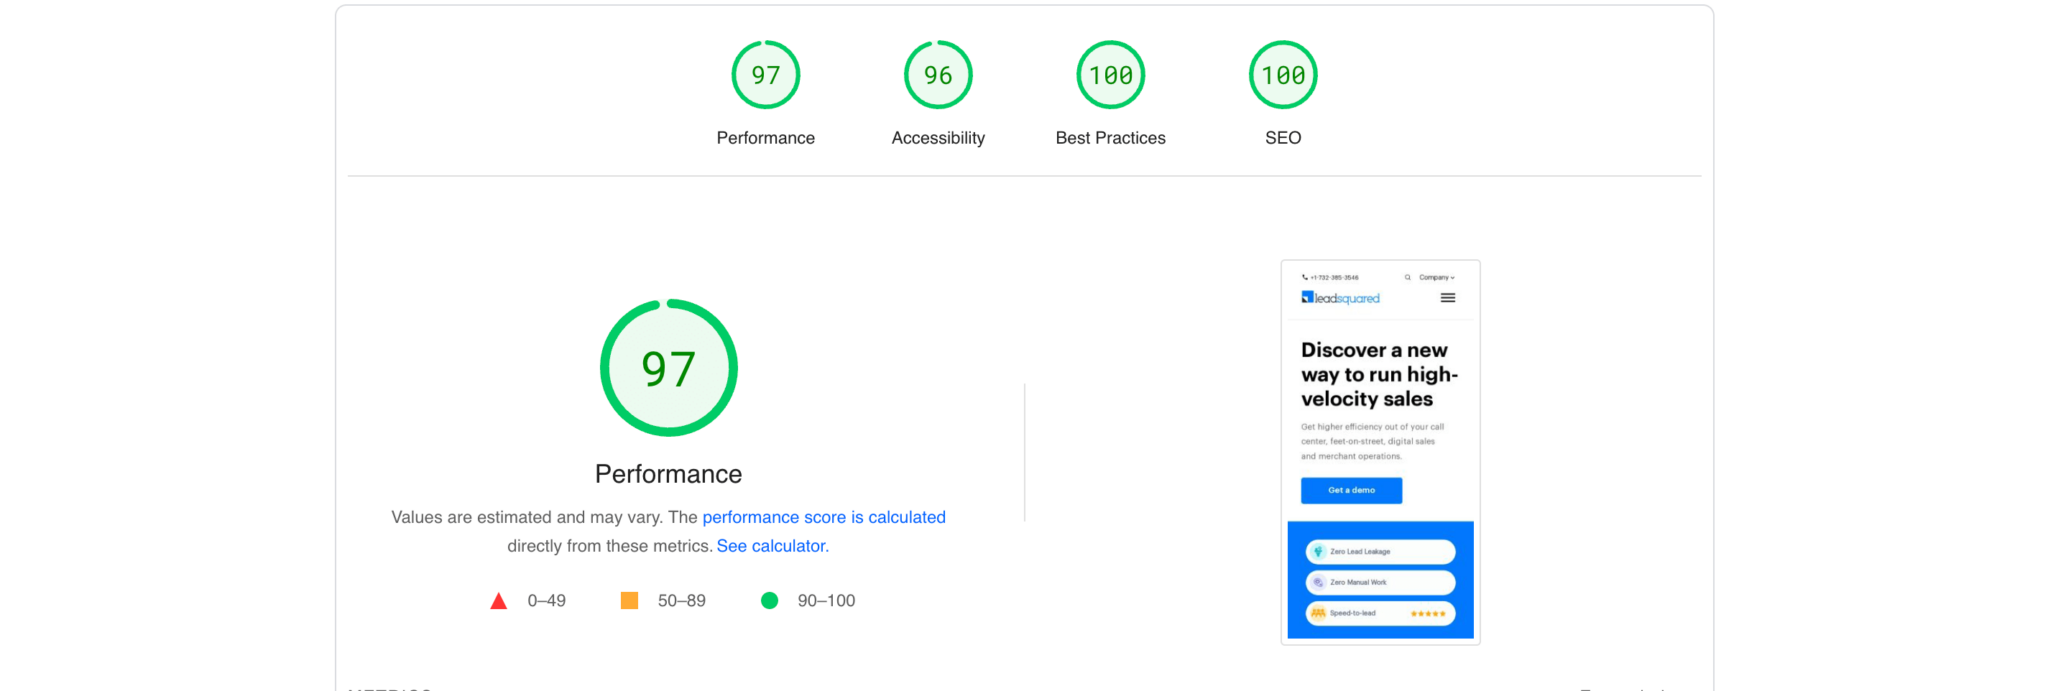 97
96
100
100
Performance
Accessibility
Best Practices
SEO
97
Performance
Values are estimated and may vary. The performance score is calculated
directly from these metrics. See calculator.
0–49
50–89
90–100
+1-732-385-3546
Company
leadsquared
Discover a new
way to run high-
velocity sales
Get higher efficiency out of your call
center, feet-on-street, digital sales
and merchant operations.
Get a demo
Zero Lead Leakage
Zero Manual Work
Speed-to-lead